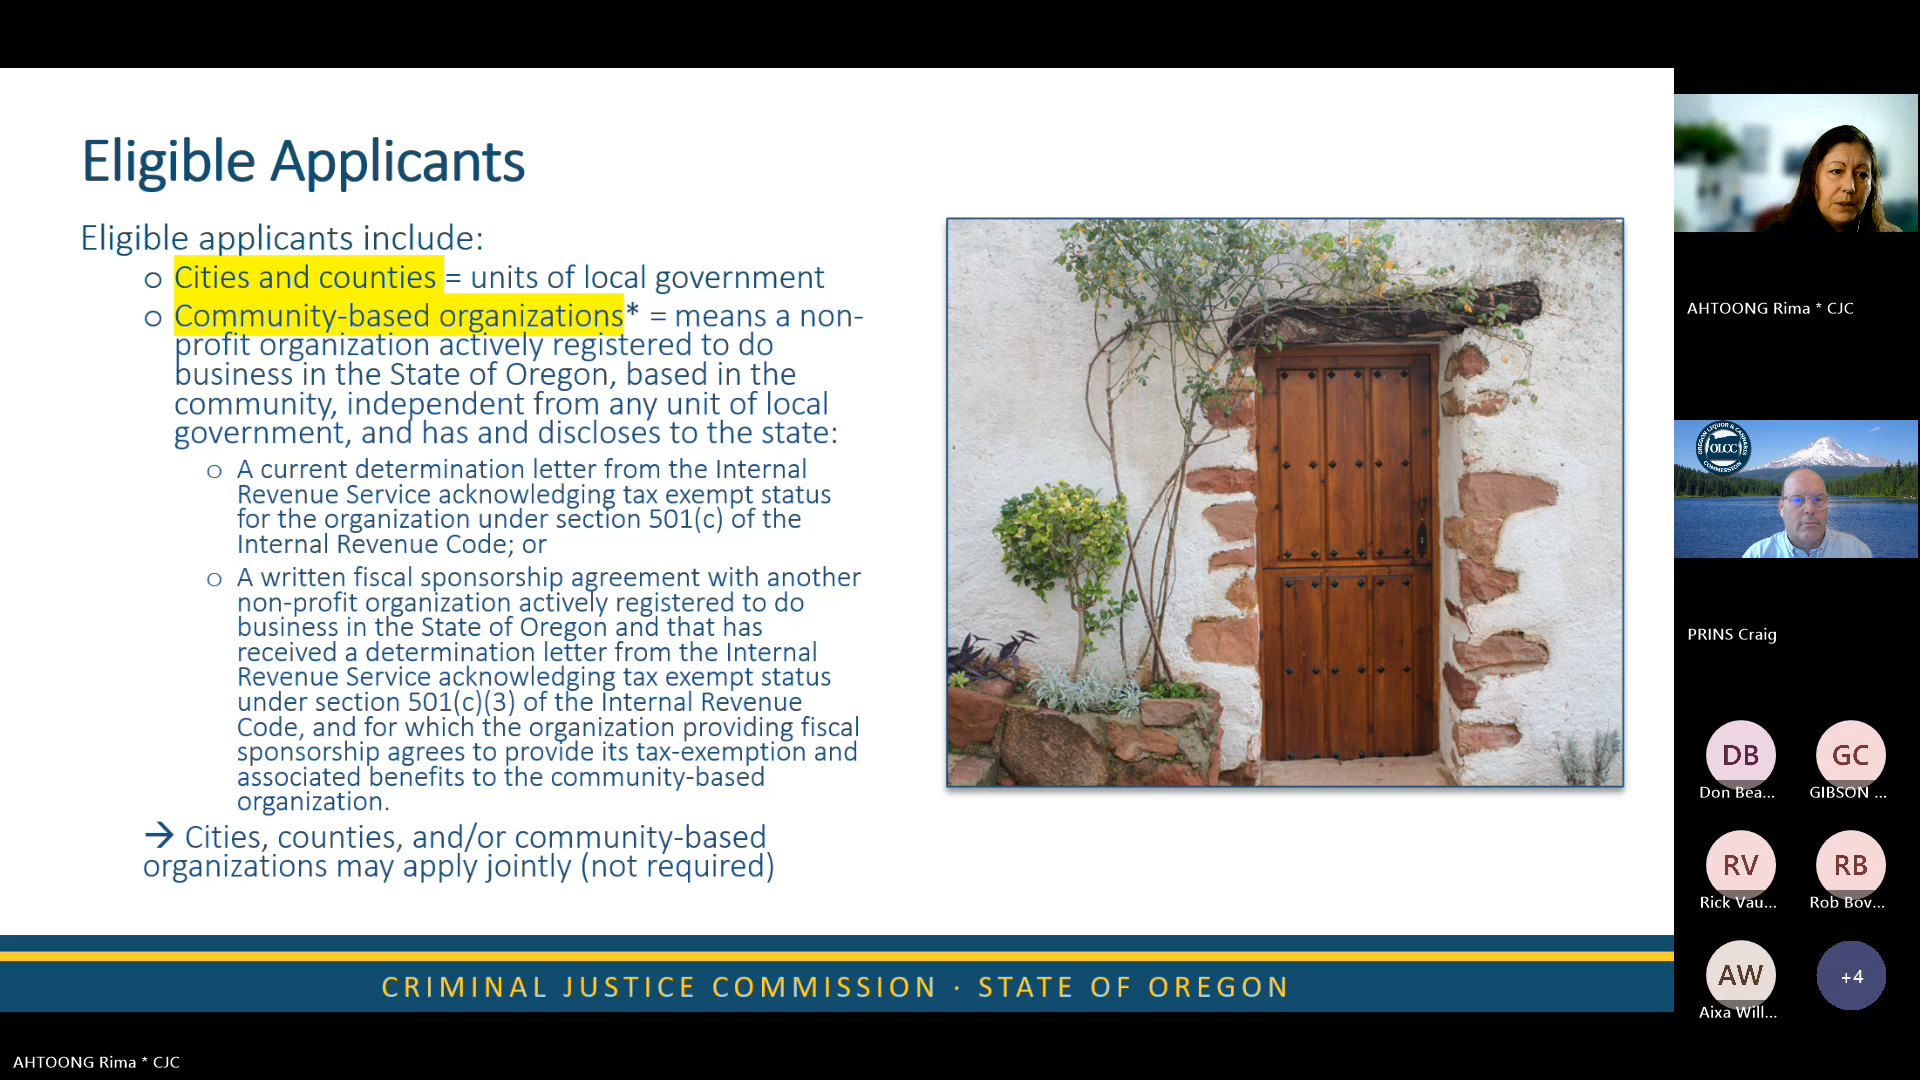 Eligible Applicants
Eligible applicants include:
o Cities and counties = units of local government
o Community-based organizations* = means a non-
profit organization actively registered to do
business in the State of Oregon, based in the
community, independent from any unit of local
government, and has and discloses to the state:
o A current determination letter from the Internal
Revenue Service acknowledging tax exempt status
for the organization under section 501(c) of the
Internal Revenue Code; or
o A written fiscal sponsorship agreement with another
non-profit organization actively registered to do
business in the State of Oregon and that has
received a determination letter from the Internal
Revenue Service acknowledging tax exempt status
under section 501(c)(3) of the Internal Revenue
Code, and for which the organization providing fiscal
sponsorship agrees to provide its tax-exemption and
associated benefits to the community-based
organization.
→ Cities, counties, and/or community-based
organizations may apply jointly (not required)
CRIMINAL JUSTICE COMMISSION · STATE OF OREGON
AHTOONG Rima * CJC
AHTOONG Rima * CJC
OREGON LIQUOR & CANNABIS
OLCC
COMMISSION
PRINS Craig
DB
Don Bea...
GC
GIBSON ...
RV
Rick Vau...
RB
Rob Bov...
AW
Aixa Will...
+4